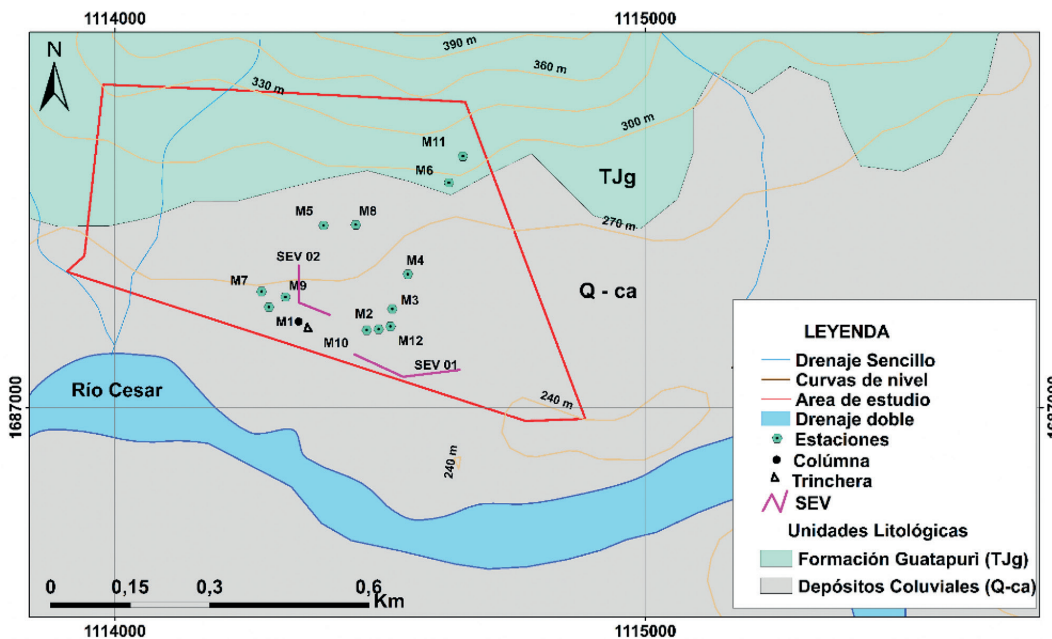 1114000
1115000
N
390 m
360 m
330 m
300 m
M11
M6
TJg
270 m
M5
M8
SEV 02
M4
Q - ca
M7
M9
M3
M1
M2
M10
M12
SEV 01
Río Cesar
240 m
240 m
1687000
1687000
LEYENDA
Drenaje Sencillo
Curvas de nivel
Area de estudio
Drenaje doble
Estaciones
Colúmna
Trinchera
SEV
Unidades Litológicas
Formación Guatapuri (TJg)
Depósitos Coluviales (Q-ca)
0 0,15 0,3 0,6
Km
1114000
1115000